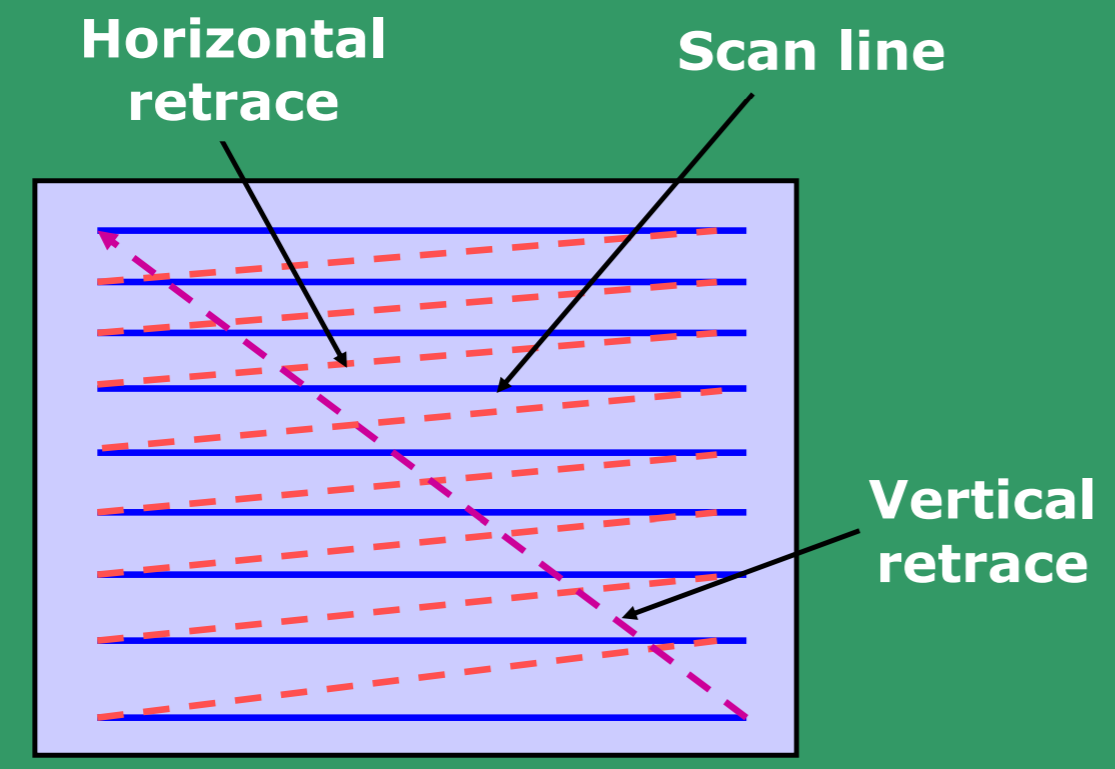 Horizontal
retrace
Scan line
Vertical
retrace